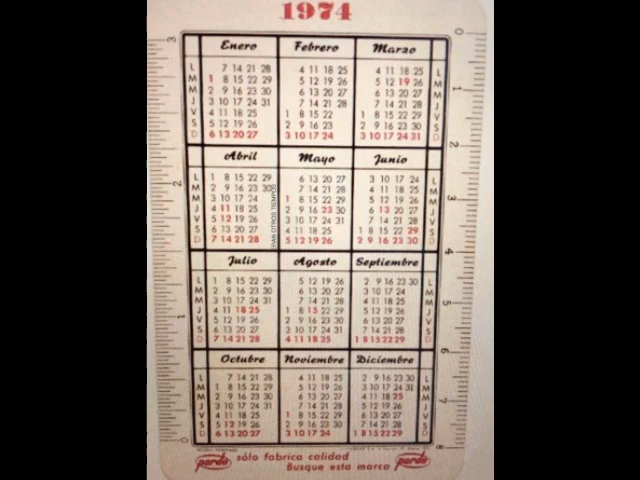 1974
Enero Febrero Marzo
L 7 14 21 28 4 11 18 25 4 11 18 25 L
M 1 8 15 22 29 5 12 19 26 5 12 19 26 M
M 2 9 16 23 30 6 13 20 27 6 13 20 27 M
J 3 10 17 24 31 7 14 21 28 7 14 21 28 J
V 4 11 18 25 1 8 15 22 1 8 15 22 29 V
S 5 12 19 26 2 9 16 23 2 9 16 23 30 S
D 6 13 20 27 3 10 17 24 3 10 17 24 31 D
Abril Mayo Junio
L 1 8 15 22 29 6 13 20 27 3 10 17 24 L
M 2 9 16 23 30 7 14 21 28 4 11 18 25 M
M 3 10 17 24 1 8 15 22 29 5 12 19 26 M
J 4 11 18 25 2 9 16 23 30 6 13 20 27 J
V 5 12 19 26 3 10 17 24 31 7 14 21 28 V
S 6 13 20 27 4 11 18 25 1 8 15 22 29 S
D 7 14 21 28 5 12 19 26 2 9 16 23 30 D
ERAN OTROS TIEMPOS
Julio Agosto Septiembre
L 1 8 15 22 29 5 12 19 26 2 9 16 23 30 L
M 2 9 16 23 30 6 13 20 27 3 10 17 24 M
M 3 10 17 24 31 7 14 21 28 4 11 18 25 M
J 4 11 18 25 1 8 15 22 29 5 12 19 26 J
V 5 12 19 26 2 9 16 23 30 6 13 20 27 V
S 6 13 20 27 3 10 17 24 31 7 14 21 28 S
D 7 14 21 28 4 11 18 25 1 8 15 22 29 D
Octubre Noviembre Diciembre
L 7 14 21 28 4 11 18 25 2 9 16 23 30 L
M 1 8 15 22 29 5 12 19 26 3 10 17 24 31 M
M 2 9 16 23 30 6 13 20 27 4 11 18 25 M
J 3 10 17 24 31 7 14 21 28 5 12 19 26 J
V 4 11 18 25 1 8 15 22 29 6 13 20 27 V
S 5 12 19 26 2 9 16 23 30 7 14 21 28 S
D 6 13 20 27 3 10 17 24 1 8 15 22 29 D
pardo sólo fabrica calidad
Busque esta marca pardo
3
2
1
0
0
1
2
3
4
5
6
7
8